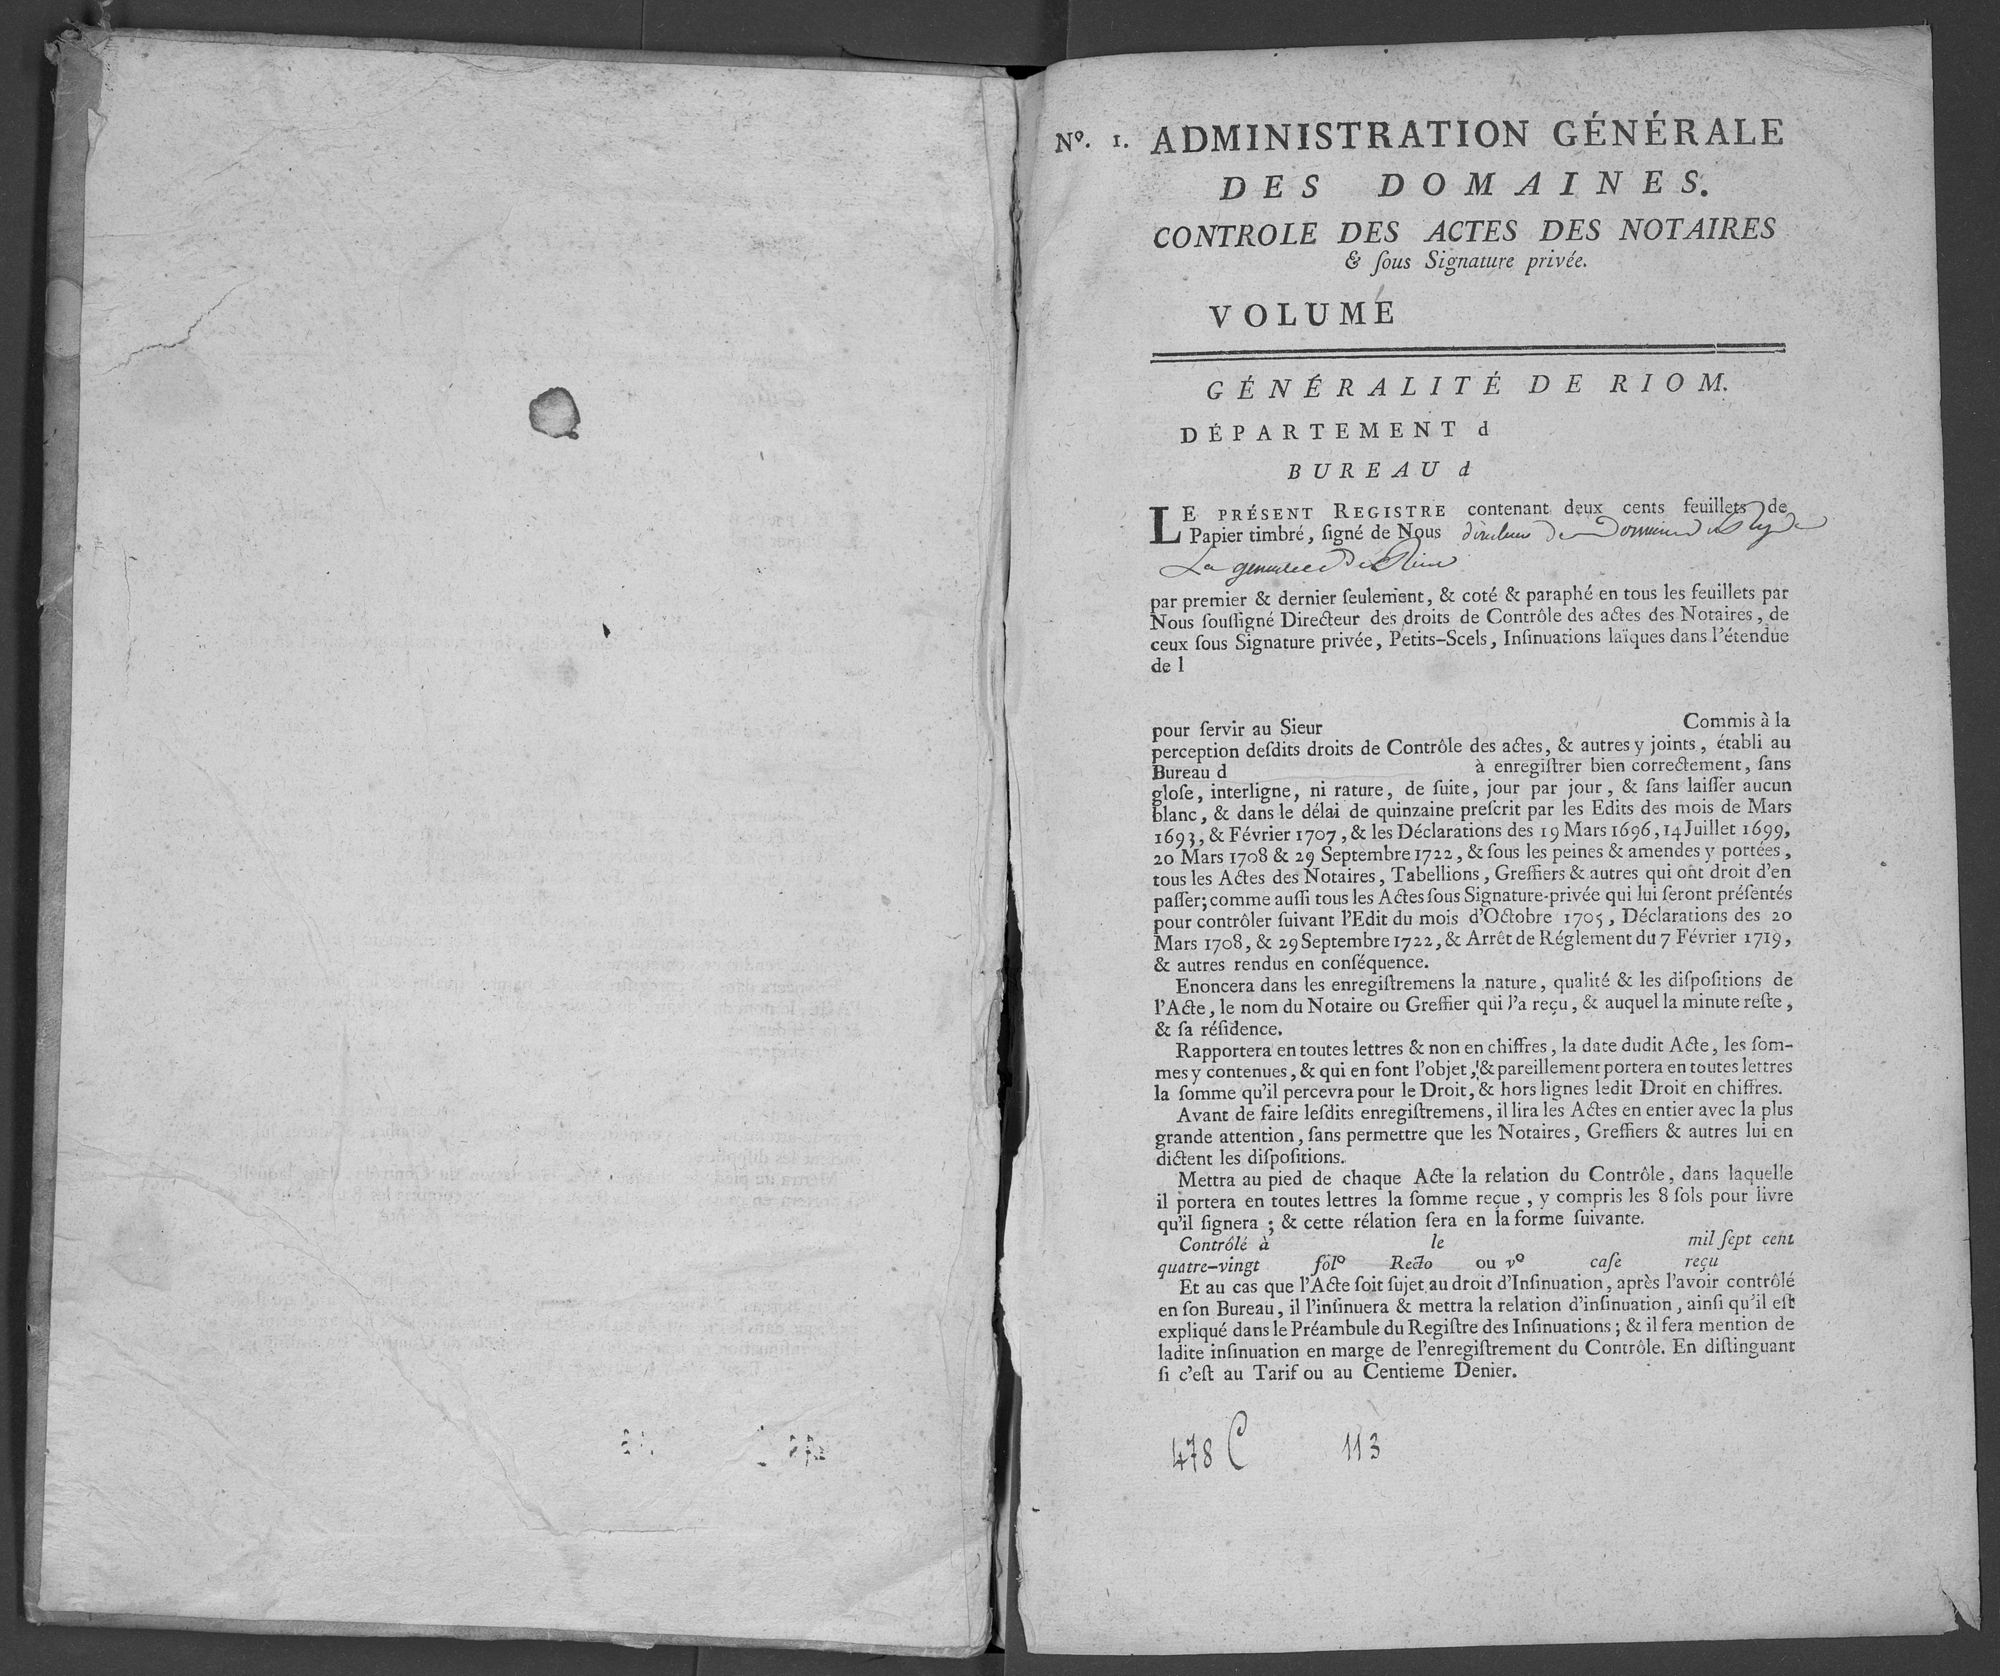 Nº. 1. ADMINISTRATION GÉNÉRALE
DES DOMAINES.
CONTROLE DES ACTES DES NOTAIRES
& ſous Signature privée.
VOLUME
GÉNÉRALITÉ DE RIOM.
DÉPARTEMENT d
BUREAU d
LE PRÉSENT REGISTRE contenant deux cents feuillets de
Papier timbré, ſigné de Nous directeur des Domaines de
La generalité de Riom
par premier & dernier ſeulement, & coté & paraphé en tous les feuillets par
Nous ſouſſigné Directeur des droits de Contrôle des actes des Notaires, de
ceux ſous Signature privée, Petits-Scels, Inſinuations laïques dans l'étendue
de l
pour ſervir au Sieur Commis à la
perception deſdits droits de Contrôle des actes, & autres y joints, établi au
Bureau d à enregiſtrer bien correctement, ſans
gloſe, interligne, ni rature, de ſuite, jour par jour, & ſans laiſſer aucun
blanc, & dans le délai de quinzaine preſcrit par les Edits des mois de Mars
1693, & Février 1707, & les Déclarations des 19 Mars 1696, 14 Juillet 1699,
20 Mars 1708 & 29 Septembre 1722, & ſous les peines & amendes y portées,
tous les Actes des Notaires, Tabellions, Greffiers & autres qui ont droit d'en
paſſer; comme auſſi tous les Actes ſous Signature-privée qui lui ſeront préſentés
pour contrôler ſuivant l'Edit du mois d'Octobre 1705, Déclarations des 20
Mars 1708, & 29 Septembre 1722, & Arrêt de Réglement du 7 Février 1719,
& autres rendus en conſéquence.
Enoncera dans les enregiſtremens la nature, qualité & les diſpoſitions de
l'Acte, le nom du Notaire ou Greffier qui l'a reçu, & auquel la minute reſte,
& ſa réſidence.
Rapportera en toutes lettres & non en chiffres, la date dudit Acte, les ſom-
mes y contenues, & qui en font l'objet, & pareillement portera en toutes lettres
la ſomme qu'il percevra pour le Droit, & hors lignes ledit Droit en chiffres.
Avant de faire leſdits enregiſtremens, il lira les Actes en entier avec la plus
grande attention, ſans permettre que les Notaires, Greffiers & autres lui en
dictent les diſpoſitions.
Mettra au pied de chaque Acte la relation du Contrôle, dans laquelle
il portera en toutes lettres la ſomme reçue, y compris les 8 ſols pour livre
qu'il ſignera ; & cette rélation ſera en la forme ſuivante.
Contrôlé à le mil ſept cent
quatre-vingt folº Recto ou vº caſe reçu
Et au cas que l'Acte ſoit ſujet au droit d'Inſinuation, après l'avoir contrôlé
en ſon Bureau, il l'inſinuera & mettra la relation d'inſinuation, ainſi qu'il eſt
expliqué dans le Préambule du Regiſtre des Inſinuations; & il fera mention de
ladite inſinuation en marge de l'enregiſtrement du Contrôle. En diſtinguant
ſi c'eſt au Tarif ou au Centieme Denier.
478 C 113